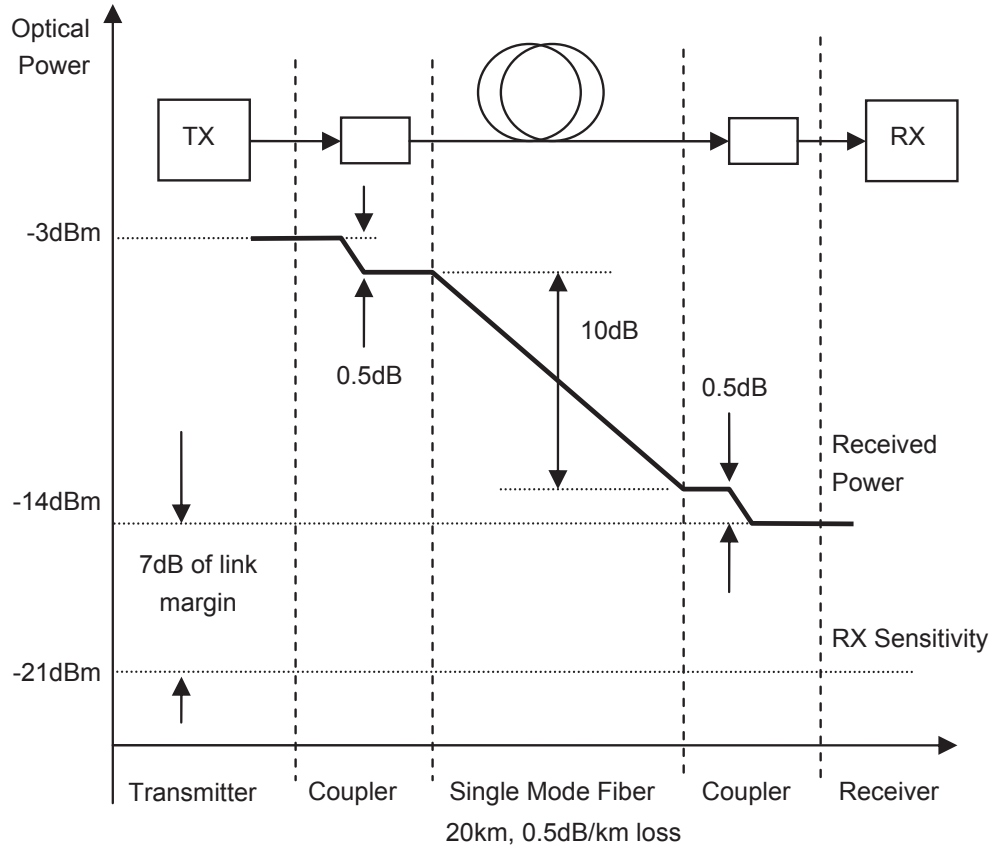 Optical
Power
TX
RX
-3dBm
10dB
0.5dB
0.5dB
Received
Power
-14dBm
7dB of link
margin
RX Sensitivity
-21dBm
Transmitter
Coupler
Single Mode Fiber
Coupler
Receiver
20km, 0.5dB/km loss